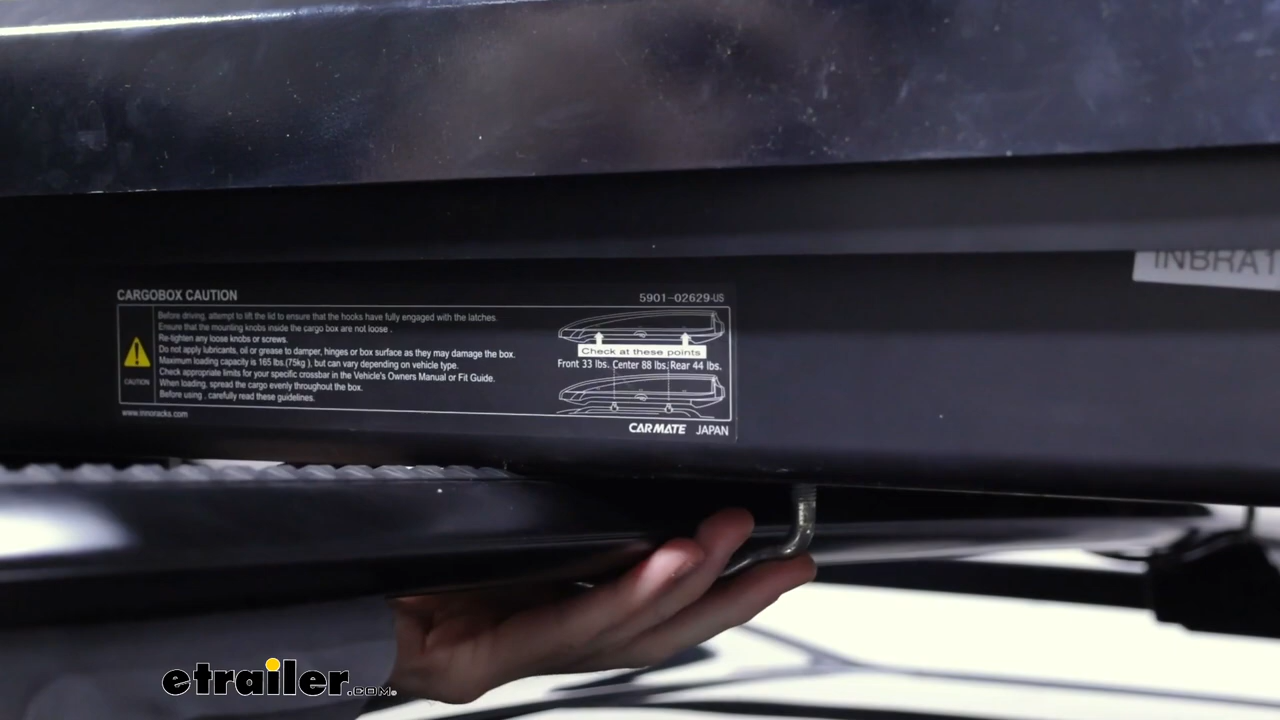 INBRA1
CARGOBOX CAUTION
5901-02629-US
Before driving, attempt to lift the lid to ensure that the hooks have fully engaged with the latches.
Ensure that the mounting knobs inside the cargo box are not loose .
Re-tighten any loose knobs or screws.
Do not apply lubricants, oil or grease to damper, hinges or box surface as they may damage the box.
Maximum loading capacity is 165 lbs.(75kg ), but can vary depending on vehicle type.
Check appropriate limits for your specific crossbar in the Vehicle's Owners Manual or Fit Guide.
When loading, spread the cargo evenly throughout the box.
Before using , carefully read these guidelines.
CAUTION
Check at these points
Front 33 lbs. Center 88 lbs. Rear 44 lbs.
www.innoracks.com
CARMATE JAPAN
etrailer.COM